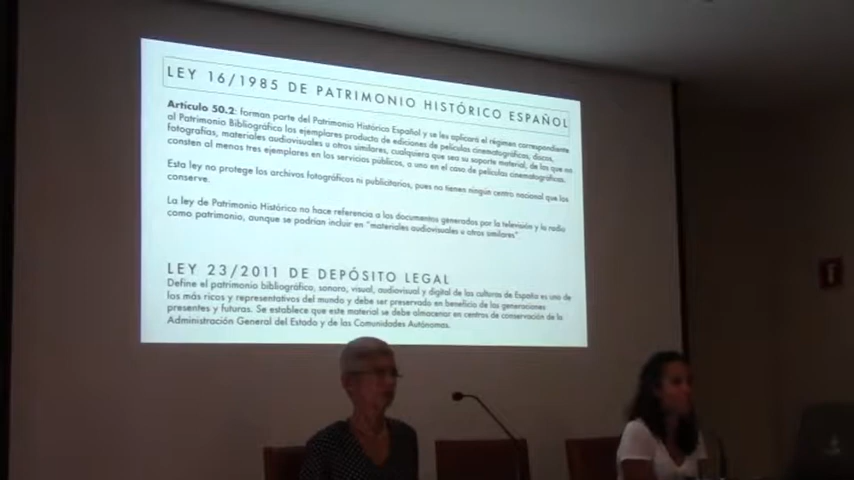 LEY 16/1985 DE PATRIMONIO HISTÓRICO ESPAÑOL
Artículo 50.2: forman parte del Patrimonio Histórico Español y se les aplicará el régimen correspondiente
al Patrimonio Bibliográfico los ejemplares producto de ediciones de películas cinematográficas, discos,
fotografías, materiales audiovisuales u otros similares, cualquiera que sea su soporte material, de las que no
consten al menos tres ejemplares en los servicios públicos, o uno en el caso de películas cinematográficas.
Esta ley no protege los archivos fotográficos ni publicitarios, pues no tienen ningún centro nacional que los
conserve.
La ley de Patrimonio Histórico no hace referencia a los documentos generados por la televisión y la radio
como patrimonio, aunque se podrían incluir en "materiales audiovisuales u otros similares"
LEY 23/2011 DE DEPÓSITO LEGAL
Define el patrimonio bibliográfico, sonoro, visual, audiovisual y digital de las culturas de España es uno de
los más ricos y representativos del mundo y debe ser preservado en beneficio de las generaciones
presentes y futuras. Se establece que este material se debe almacenar en centros de conservación de la
Administración General del Estado y de las Comunidades Autónomas.